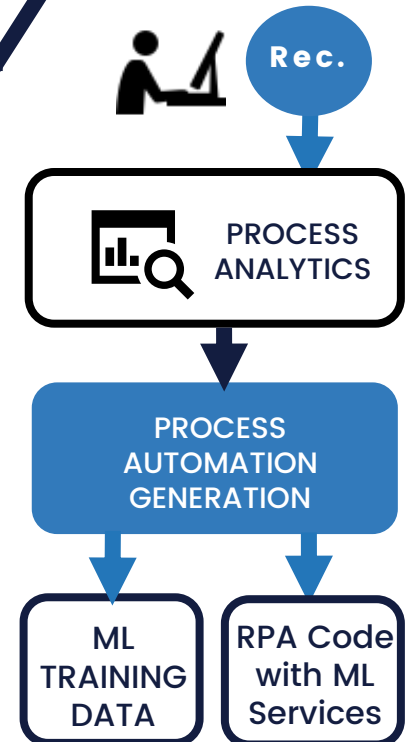 Rec.
PROCESS
ANALYTICS
PROCESS
AUTOMATION
GENERATION
ML
TRAINING
DATA
RPA Code
with ML
Services